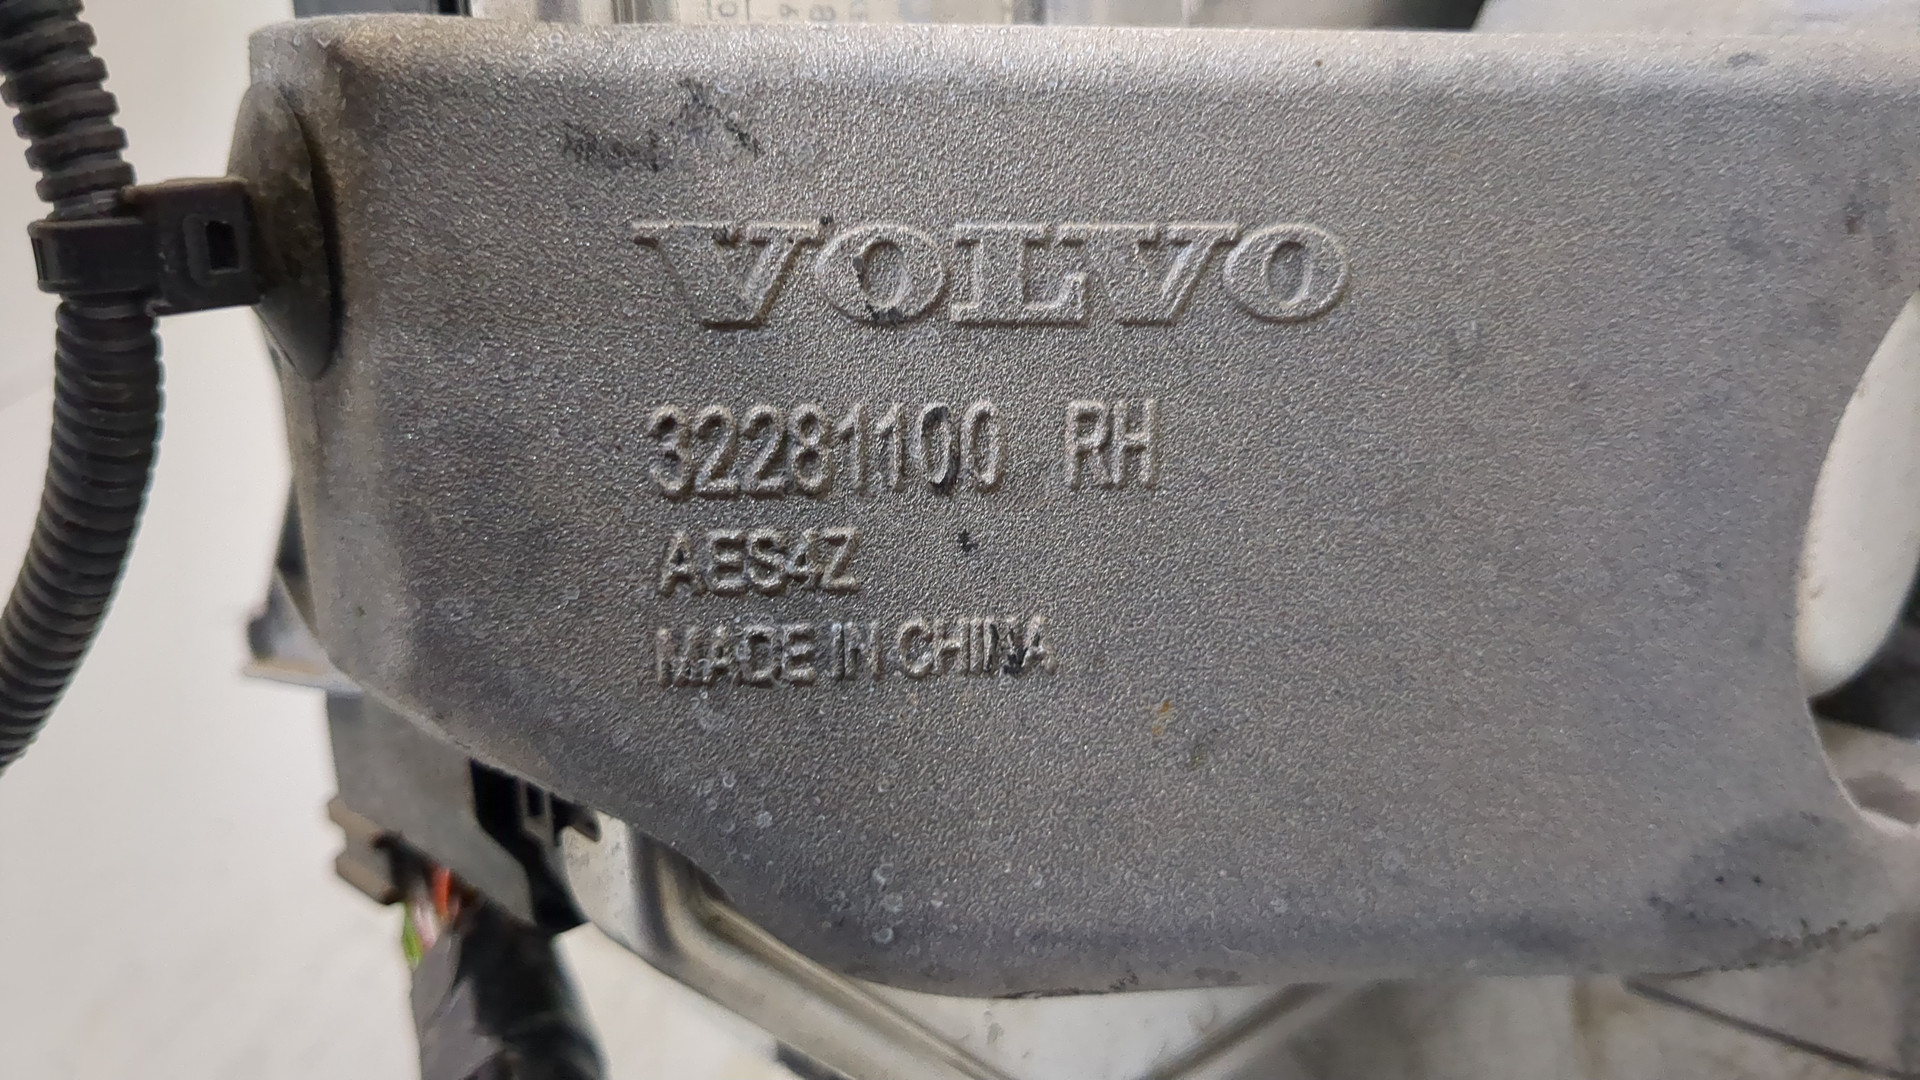 VOLVO
32281100 RH
AES4Z
MADE IN CHINA